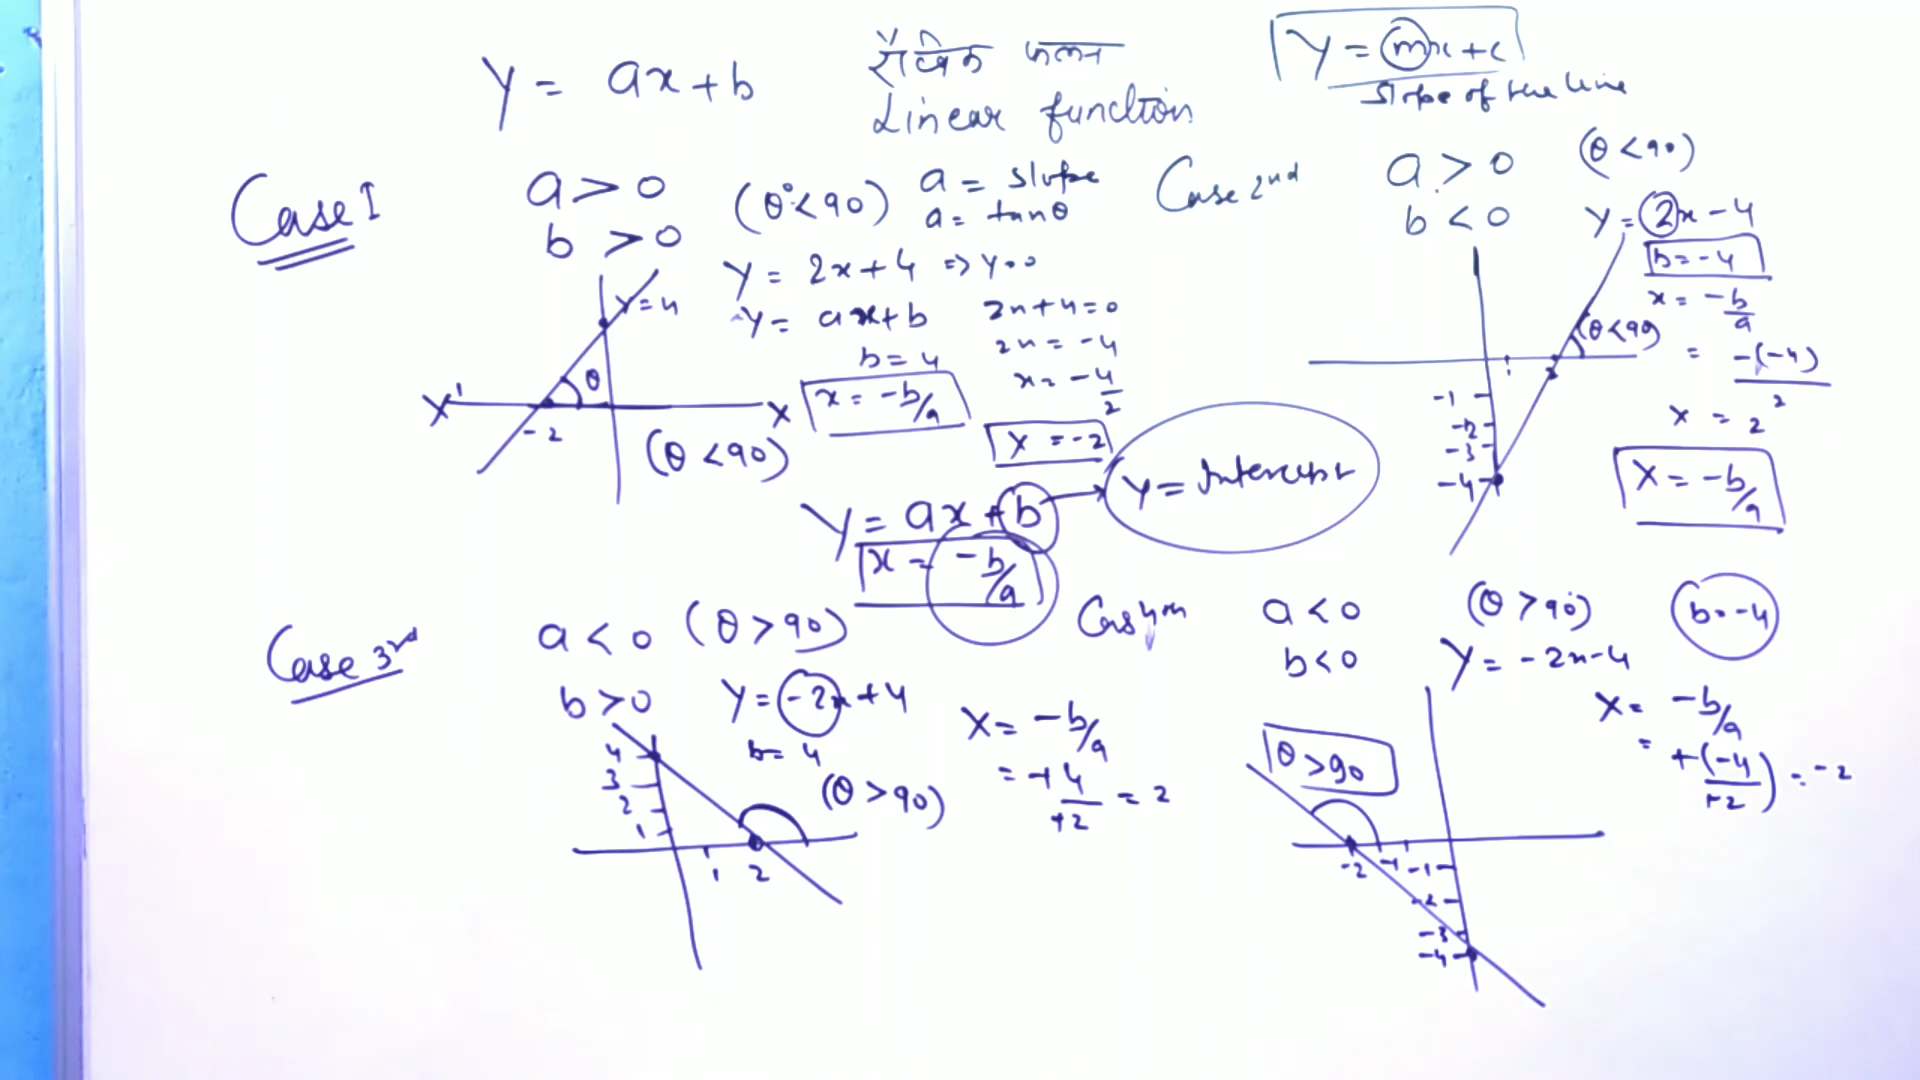 Y = ax + b
रैखिक फलन
Linear function
Y = mx + c
Slope of the line
Case I
a > 0
b > 0
(θ° < 90)
a = slope
a = tanθ
Y = 2x + 4 => Y = 0
Y = ax + b
2x + 4 = 0
b = 4
2x = -4
x = -b/a
x = -4/2
X = -2
Y = 4
θ
X'
X
-2
(θ < 90)
Case 2nd
a > 0
b < 0
(θ < 90)
Y = 2x - 4
b = -4
x = -b/a
= -(-4)/2
x = 2
X = -b/a
(θ < 90)
-1
-2
-3
-4
Y = ax + b
Y = Intercept
x = -b/a
Case 3rd
a < 0 (θ > 90)
b > 0
Y = -2x + 4
b = 4
X = -b/a
= +4/+2 = 2
(θ > 90)
4
3
2
1
1 2
a < 0
b < 0
(θ > 90)
b = -4
Y = -2x - 4
X = -b/a
= +(-4)/+2) = -2
θ > 90
-2 -1
-1
-2
-3
-4